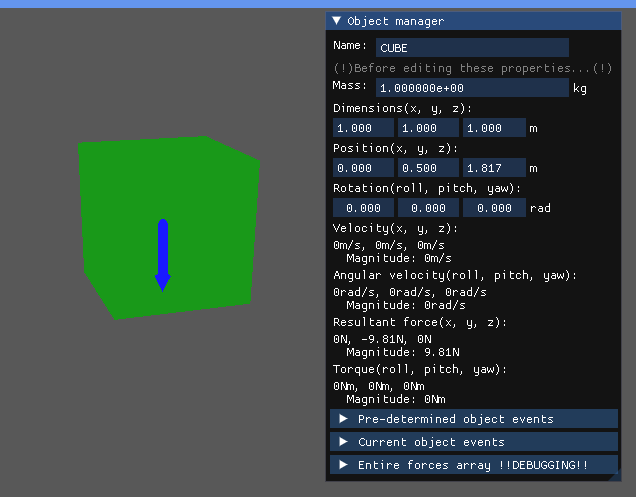 Object manager
Name: CUBE
(!)Before editing these properties...(!)
Mass: 1.000000e+00 kg
Dimensions(x, y, z):
1.000 1.000 1.000 m
Position(x, y, z):
0.000 0.500 1.817 m
Rotation(roll, pitch, yaw):
0.000 0.000 0.000 rad
Velocity(x, y, z):
0m/s, 0m/s, 0m/s
Magnitude: 0m/s
Angular velocity(roll, pitch, yaw):
0rad/s, 0rad/s, 0rad/s
Magnitude: 0rad/s
Resultant force(x, y, z):
0N, -9.81N, 0N
Magnitude: 9.81N
Torque(roll, pitch, yaw):
0Nm, 0Nm, 0Nm
Magnitude: 0Nm
Pre-determined object events
Current object events
Entire forces array !!DEBUGGING!!